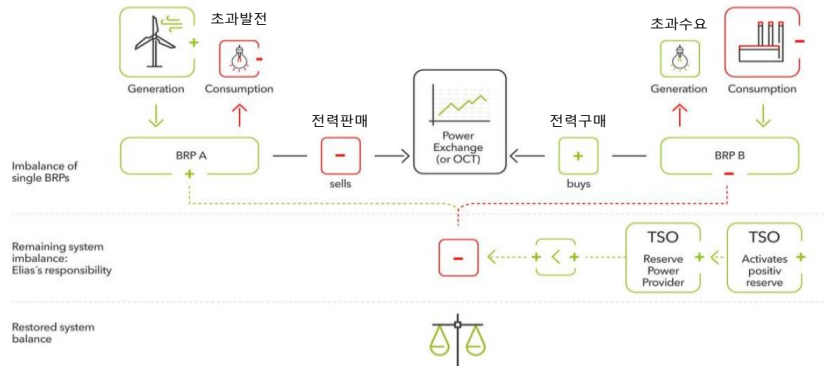 초과발전
초과수요
Generation
Consumption
Generation
Consumption
전력판매
전력구매
Power
Exchange
(or OCT)
BRP A
BRP B
+
-
-
+
+
-
sells
buys
Imbalance of
single BRPs
Remaining system
imbalance:
Elias's responsibility
-
+ < +
TSO
Reserve
Power
Provider
+
TSO
Activates
positiv
reserve
+
Restored system
balance